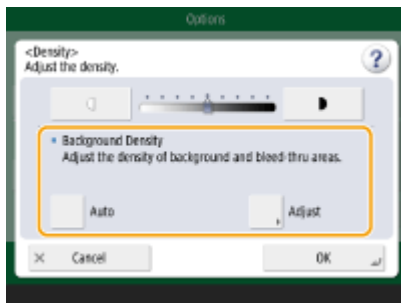 Options
<Density>
Adjust the density.
?
Background Density
Adjust the density of background and bleed-thru areas.
Auto
Adjust
Cancel
OK